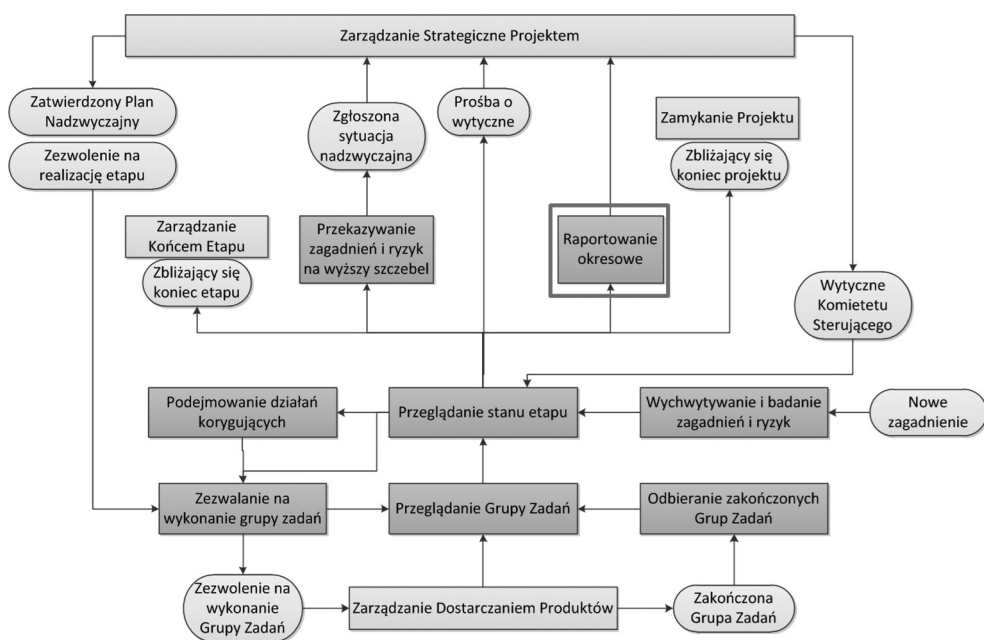 Zarządzanie Strategiczne Projektem
Zatwierdzony Plan
Nadzwyczajny
Zezwolenie na
realizację etapu
Zgłoszona
sytuacja
nadzwyczajna
Prośba o
wytyczne
Zamykanie Projektu
Zbliżający się
koniec projektu
Zarządzanie
Końcem Etapu
Zbliżający się
koniec etapu
Przekazywanie
zagadnień i ryzyk
na wyższy szczebel
Raportowanie
okresowe
Wytyczne
Komietetu
Sterującego
Podejmowanie działań
korygujących
Przeglądanie stanu etapu
Wychwytywanie i badanie
zagadnień i ryzyk
Nowe
zagadnienie
Zezwalanie na
wykonanie grupy zadań
Przeglądanie Grupy Zadań
Odbieranie zakończonych
Grup Zadań
Zezwolenie na
wykonanie
Grupy Zadań
Zarządzanie Dostarczaniem Produktów
Zakończona
Grupa Zadań